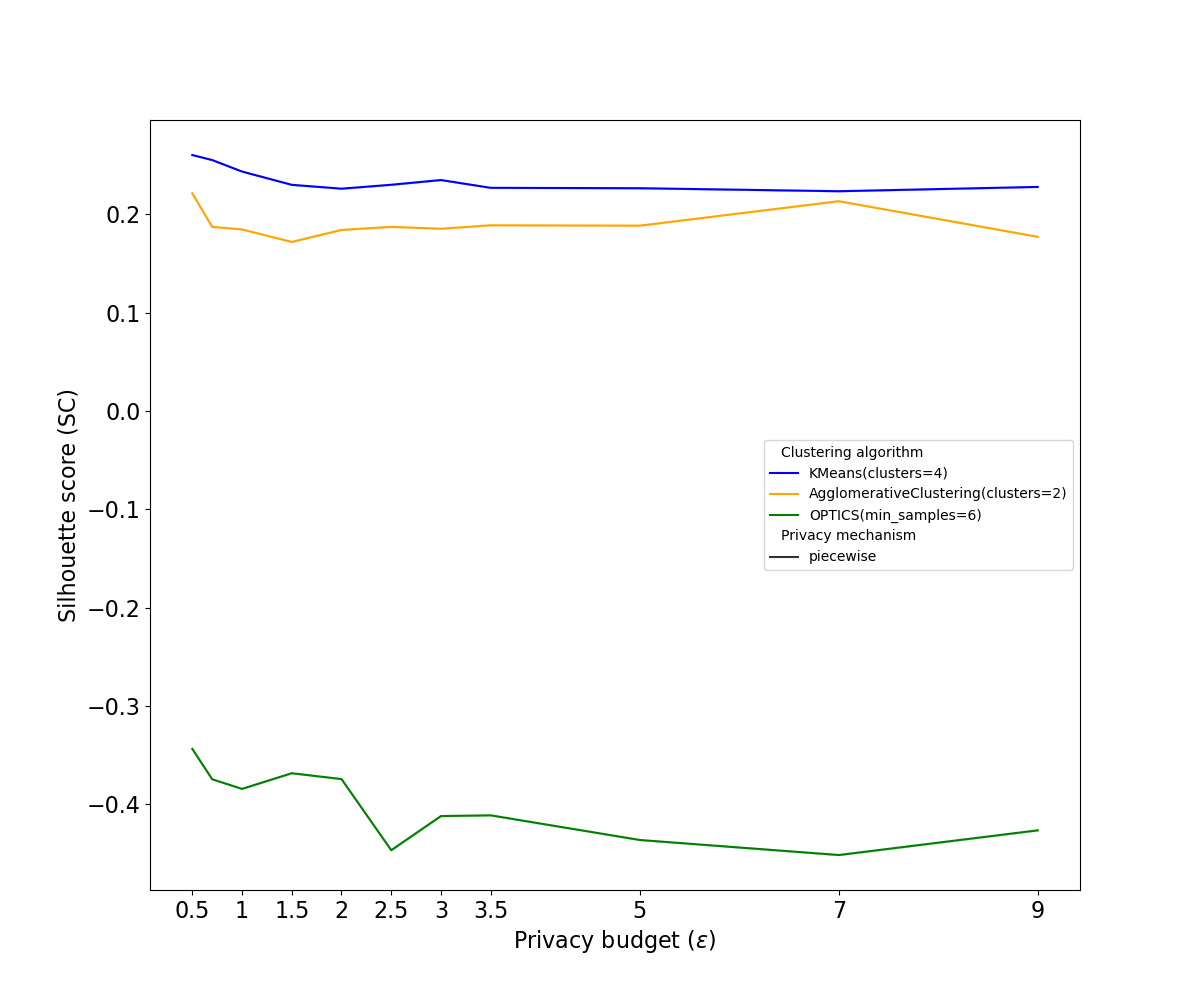 0.2
0.1
0.0
−0.1
−0.2
−0.3
−0.4
Silhouette score (SC)
Clustering algorithm
KMeans(clusters=4)
AgglomerativeClustering(clusters=2)
OPTICS(min_samples=6)
Privacy mechanism
piecewise
0.5 1 1.5 2 2.5 3 3.5 5 7 9
Privacy budget (ε)